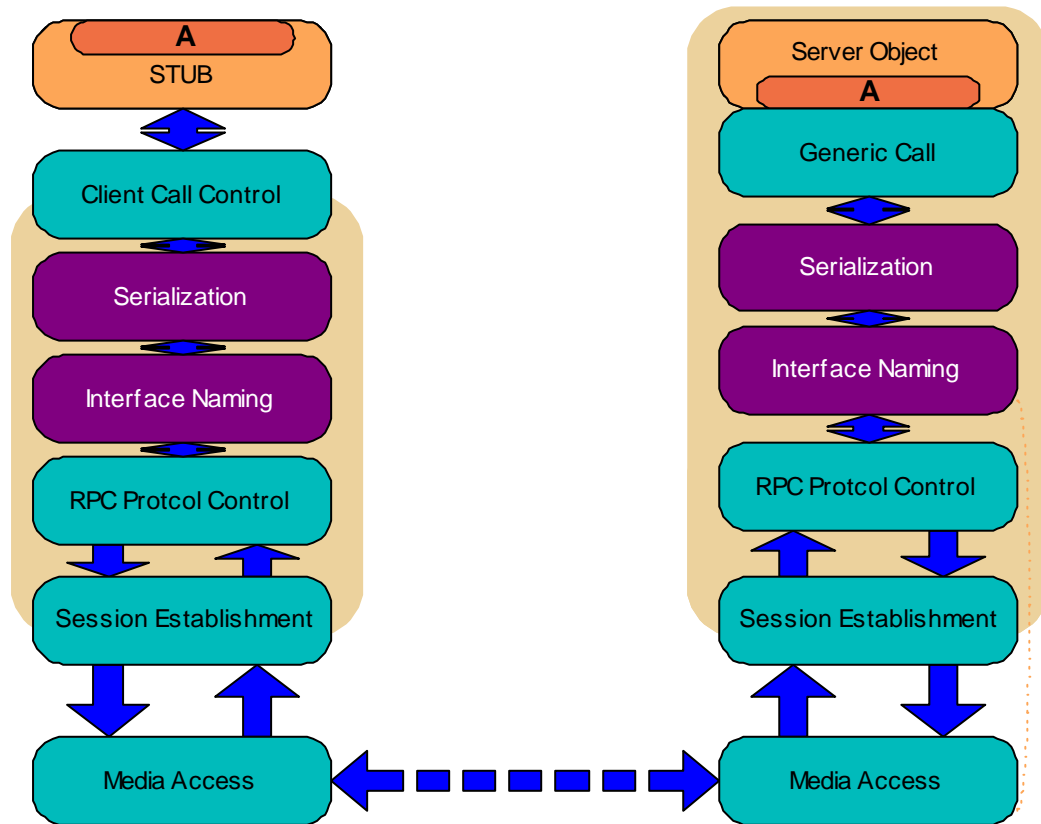 A
STUB
Client Call Control
Serialization
Interface Naming
RPC Protcol Control
Session Establishment
Media Access
Server Object
A
Generic Call
Serialization
Interface Naming
RPC Protcol Control
Session Establishment
Media Access